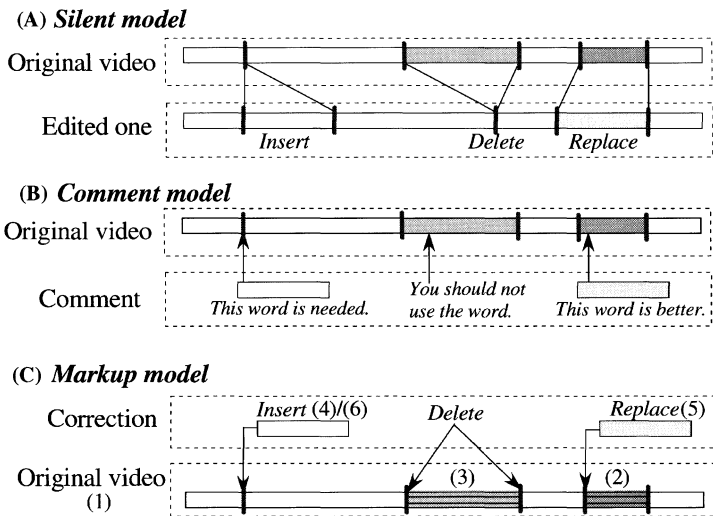 (A) Silent model
Original video
Edited one
Insert
Delete
Replace
(B) Comment model
Original video
Comment
This word is needed.
You should not
use the word.
This word is better.
(C) Markup model
Correction
Insert (4)/(6)
Delete
Replace(5)
Original video
(1)
(3)
(2)